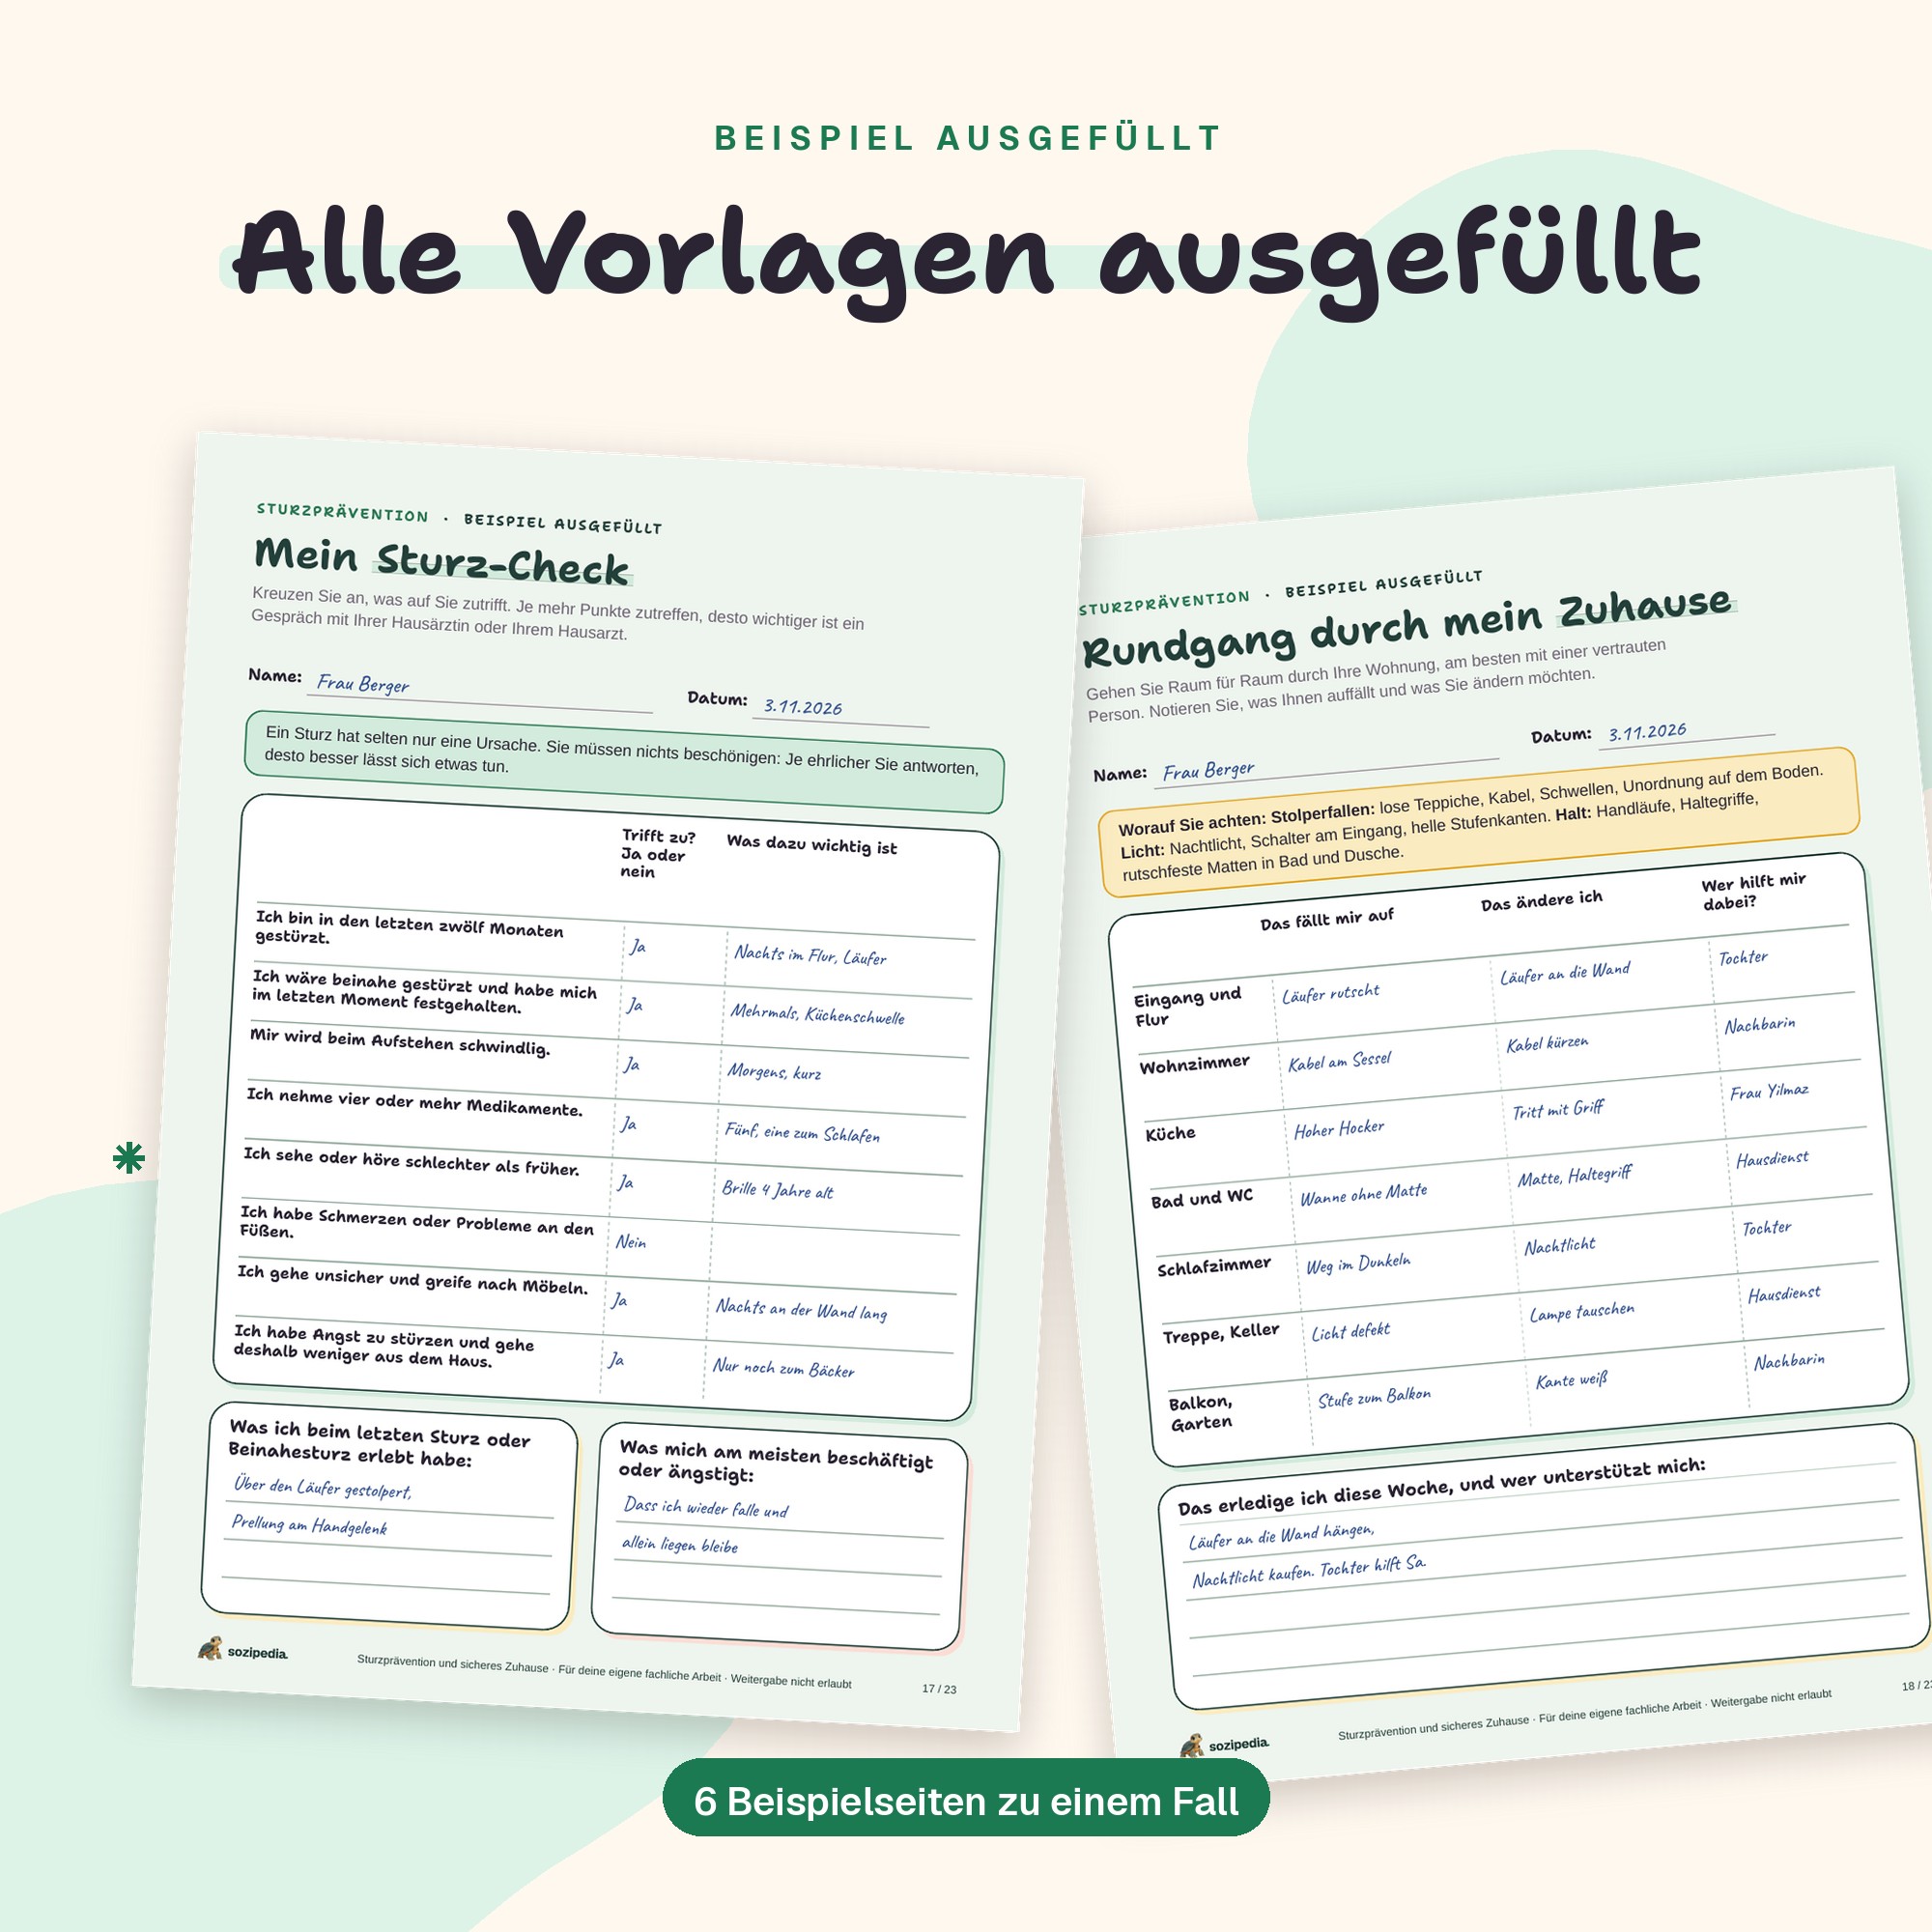 BEISPIEL AUSGEFÜLLT
Alle Vorlagen ausgefüllt
STURZPRÄVENTION · BEISPIEL AUSGEFÜLLT
Mein Sturz-Check
Kreuzen Sie an, was auf Sie zutrifft. Je mehr Punkte zutreffen, desto wichtiger ist ein
Gespräch mit Ihrer Hausärztin oder Ihrem Hausarzt.
Name: Frau Berger Datum: 3.11.2026
Ein Sturz hat selten nur eine Ursache. Sie müssen nichts beschönigen: Je ehrlicher Sie antworten,
desto besser lässt sich etwas tun.
Trifft zu? Was dazu wichtig ist
Ja oder
nein
Ich bin in den letzten zwölf Monaten
gestürzt.
Ja Nachts im Flur, Läufer
Ich wäre beinahe gestürzt und habe mich
im letzten Moment festgehalten.
Ja Mehrmals, Küchenschwelle
Mir wird beim Aufstehen schwindlig.
Ja Morgens, kurz
Ich nehme vier oder mehr Medikamente.
Ja Fünf, eine zum Schlafen
Ich sehe oder höre schlechter als früher.
Ja Brille 4 Jahre alt
Ich habe Schmerzen oder Probleme an den
Füßen.
Nein
Ich gehe unsicher und greife nach Möbeln.
Ja Nachts an der Wand lang
Ich habe Angst zu stürzen und gehe
deshalb weniger aus dem Haus.
Ja Nur noch zum Bäcker
Was ich beim letzten Sturz oder
Beinahesturz erlebt habe:
Über den Läufer gestolpert,
Prellung am Handgelenk
Was mich am meisten beschäftigt
oder ängstigt:
Dass ich wieder falle und
allein liegen bleibe
sozipedia. Sturzprävention und sicheres Zuhause · Für deine eigene fachliche Arbeit · Weitergabe nicht erlaubt 17 / 23
STURZPRÄVENTION · BEISPIEL AUSGEFÜLLT
Rundgang durch mein Zuhause
Gehen Sie Raum für Raum durch Ihre Wohnung, am besten mit einer vertrauten
Person. Notieren Sie, was Ihnen auffällt und was Sie ändern möchten.
Name: Frau Berger Datum: 3.11.2026
Worauf Sie achten: Stolperfallen: lose Teppiche, Kabel, Schwellen, Unordnung auf dem Boden.
Licht: Nachtlicht, Schalter am Eingang, helle Stufenkanten. Halt: Handläufe, Haltegriffe,
rutschfeste Matten in Bad und Dusche.
Das fällt mir auf Das ändere ich Wer hilft mir
dabei?
Eingang und
Flur
Läufer rutscht Läufer an die Wand Tochter
Wohnzimmer Kabel am Sessel Kabel kürzen Nachbarin
Küche Hoher Hocker Tritt mit Griff Frau Yilmaz
Bad und WC Wanne ohne Matte Matte, Haltegriff Hausdienst
Schlafzimmer Weg im Dunkeln Nachtlicht Tochter
Treppe, Keller Licht defekt Lampe tauschen Hausdienst
Balkon,
Garten
Stufe zum Balkon Kante weiß Nachbarin
Das erledige ich diese Woche, und wer unterstützt mich:
Läufer an die Wand hängen,
Nachtlicht kaufen. Tochter hilft Sa.
sozipedia. Sturzprävention und sicheres Zuhause · Für deine eigene fachliche Arbeit · Weitergabe nicht erlaubt 18 / 23
6 Beispielseiten zu einem Fall